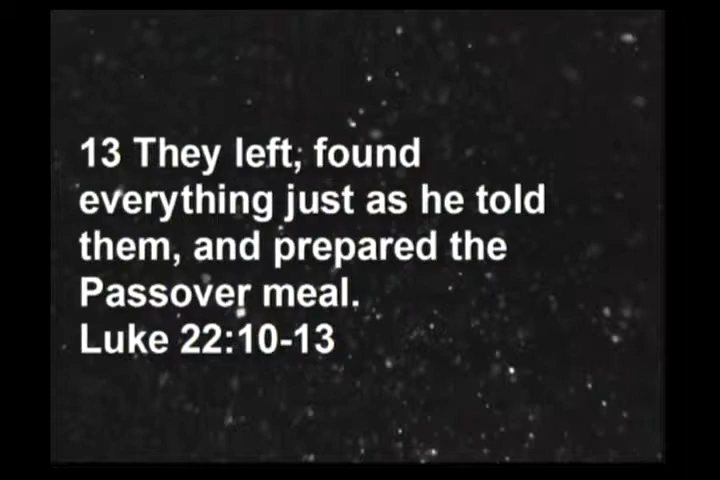 13 They left, found
everything just as he told
them, and prepared the
Passover meal.
Luke 22:10-13